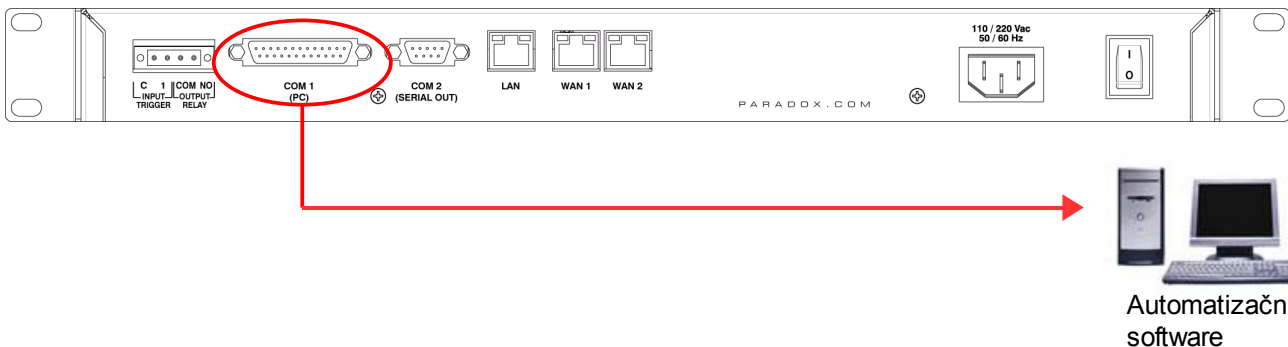 110 / 220 Vac
50 / 60 Hz
C 1 COM NO
INPUT OUTPUT
TRIGGER RELAY
COM 1
(PC)
COM 2
(SERIAL OUT)
LAN
WAN 1
WAN 2
PARADOX.COM
I
O
Automatizačn
software